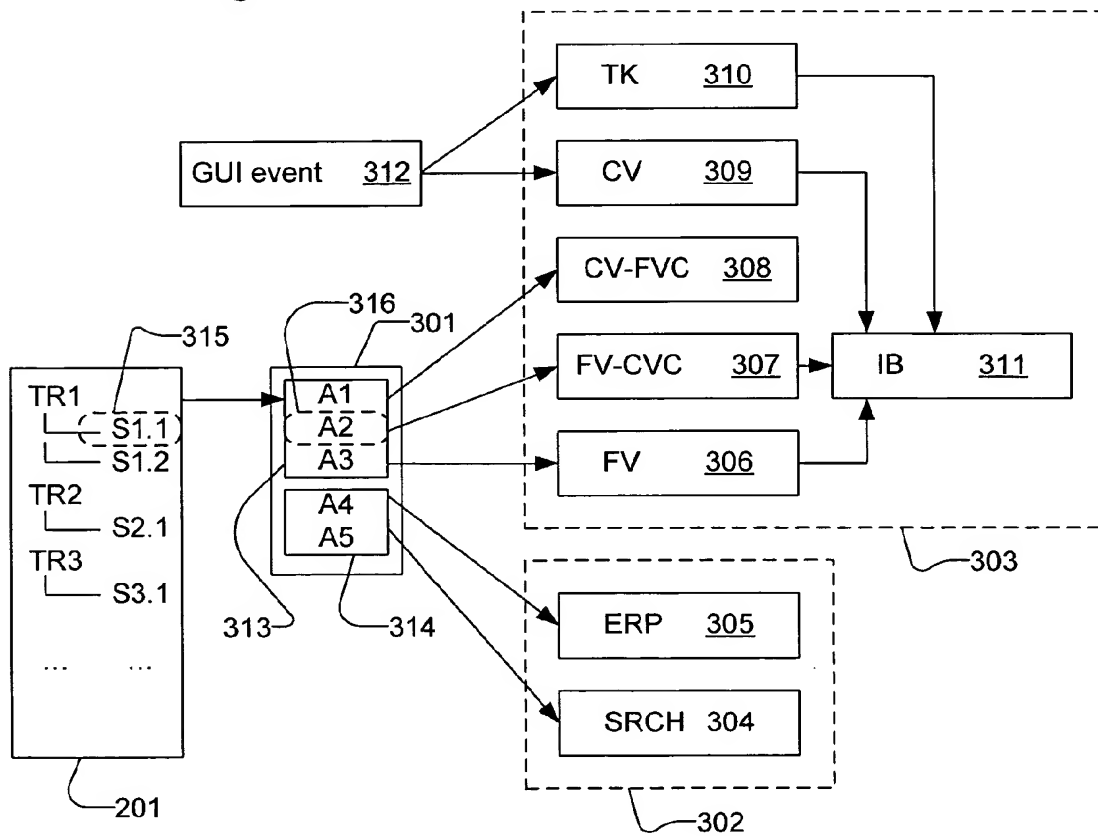 TK 310
GUI event 312
CV 309
CV-FVC 308
316
301
315
TR1
S1.1
S1.2
TR2
S2.1
TR3
S3.1
... ...
A1
A2
A3
A4
A5
FV-CVC 307
IB 311
FV 306
303
313
314
ERP 305
SRCH 304
201
302